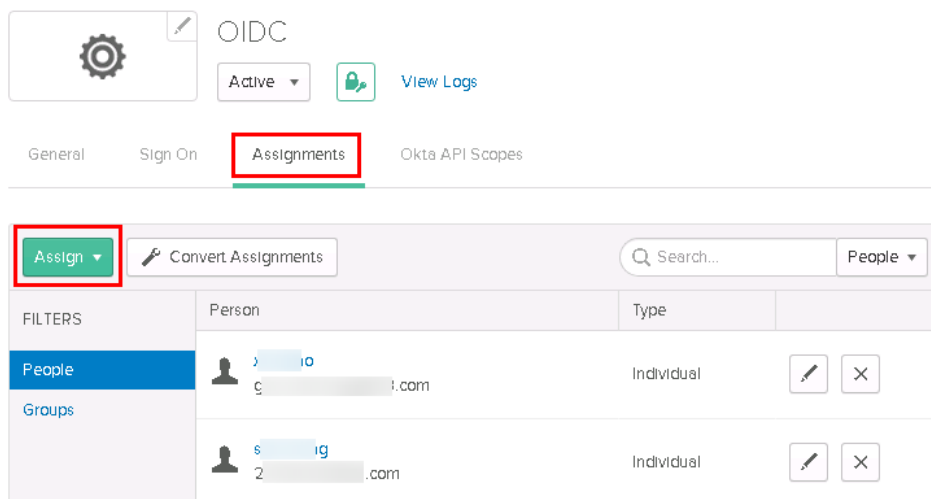 OIDC
Active
View Logs
General Sign On Assignments Okta API Scopes
Assign Convert Assignments Search... People
FILTERS Person Type
People
Individual
.com
Groups
Individual
.com